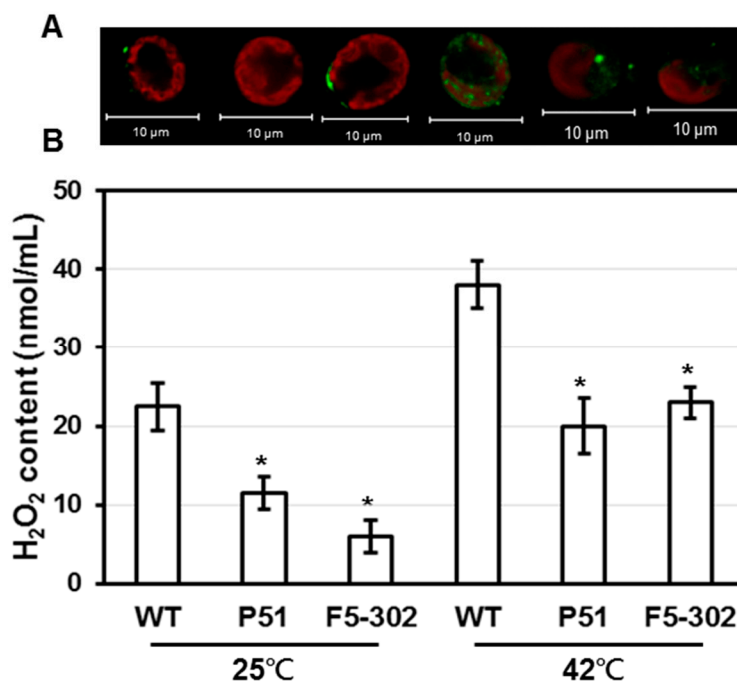 A
10 µm 10 µm 10 µm 10 µm 10 µm 10 µm
B
H₂O₂ content (nmol/mL)
50
40
30
20
10
0
* * * *
WT P51 F5-302 WT P51 F5-302
25℃ 42℃